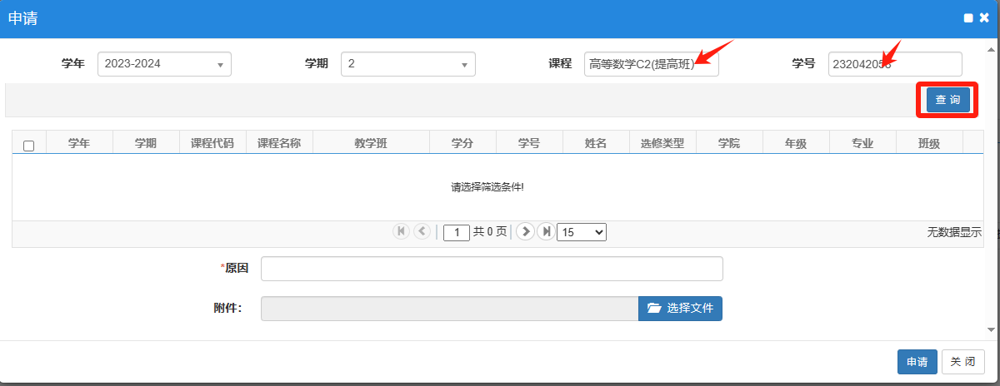 申请
学年 2023-2024 学期 2 课程 高等数学C2(提高班) 学号
查 询
学年 学期 课程代码 课程名称 教学班 学分 学号 姓名 选修类型 学院 年级 专业 班级
请选择筛选条件!
1 共 0 页 15 无数据显示
*原因
附件： 选择文件
申请 关 闭